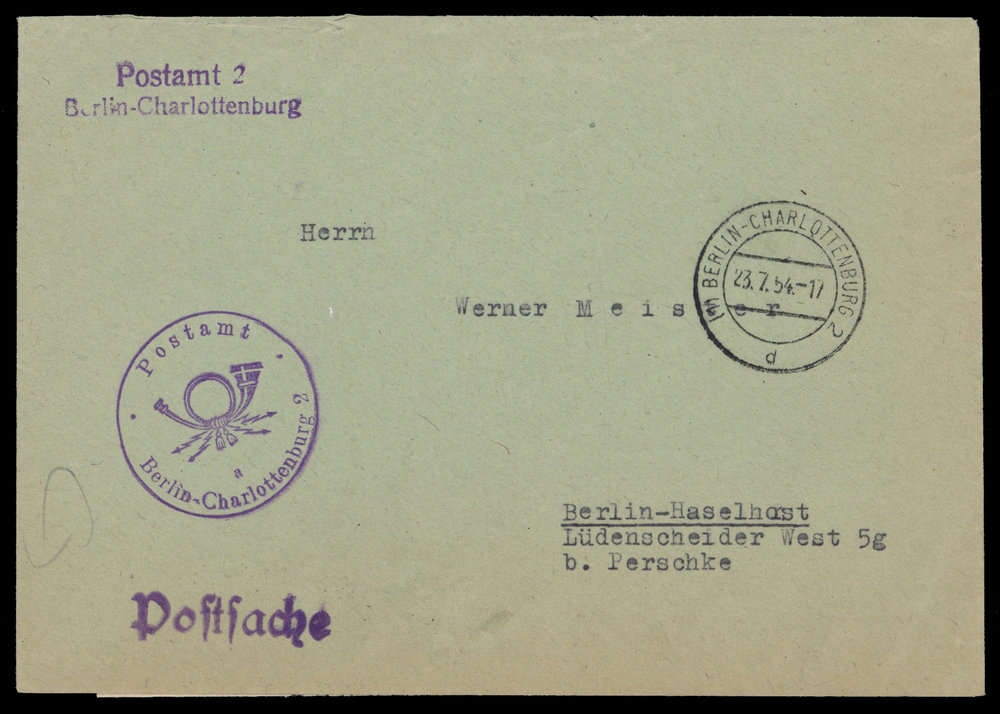 Postamt 2
Berlin-Charlottenburg
Herrn
Werner Meister
(1) BERLIN-CHARLOTTENBURG 2
23.7.54.-17
d
Postamt
a
Berlin-Charlottenburg 2
Berlin-Haselhorst
Lüdenscheider West 5g
b. Perschke
Postsache